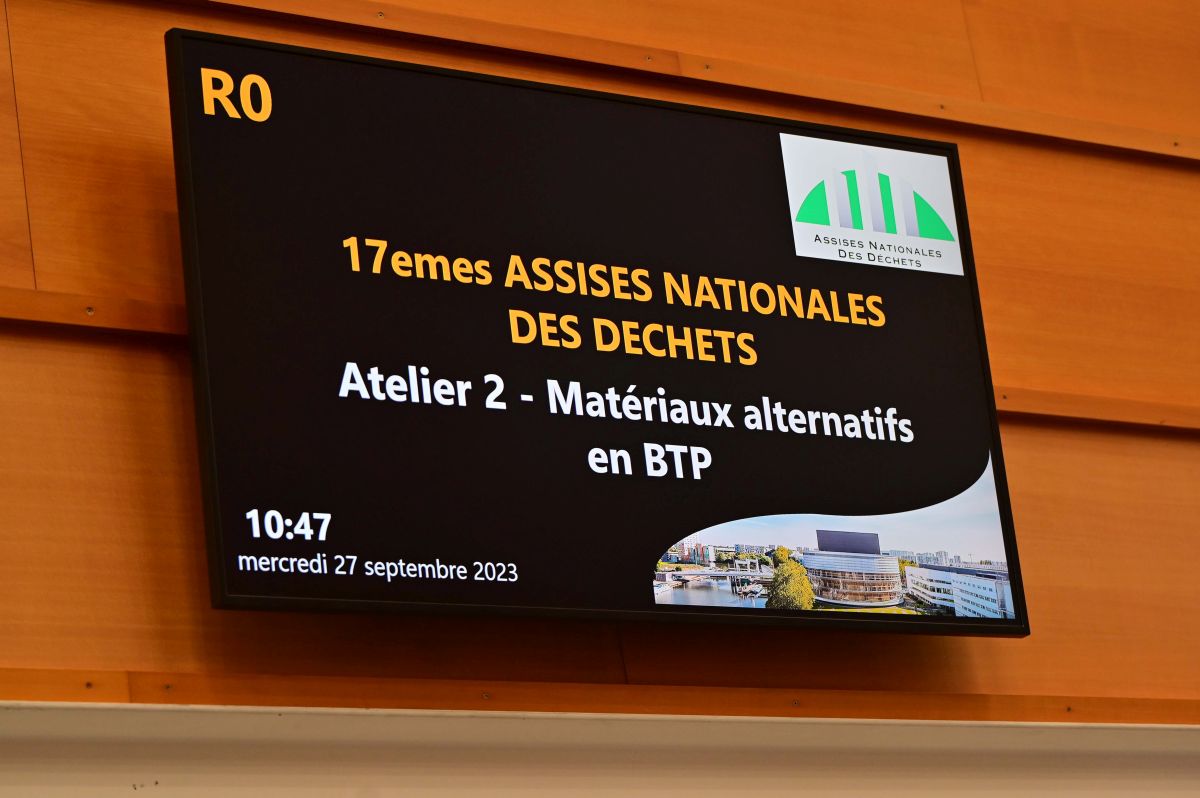 R0
ASSISES NATIONALES
DES DÉCHETS
17emes ASSISES NATIONALES
DES DECHETS
Atelier 2 - Matériaux alternatifs
en BTP
10:47
mercredi 27 septembre 2023